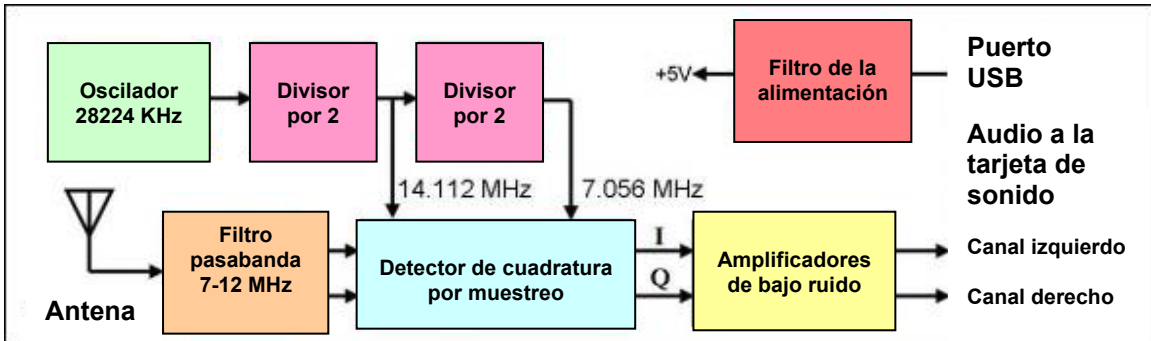 Oscilador
28224 KHz
Divisor
por 2
Divisor
por 2
+5V
Filtro de la
alimentación
Puerto
USB
14.112 MHz
7.056 MHz
Audio a la
tarjeta de
sonido
Antena
Filtro
pasabanda
7-12 MHz
Detector de cuadratura
por muestreo
I
Q
Amplificadores
de bajo ruido
Canal izquierdo
Canal derecho